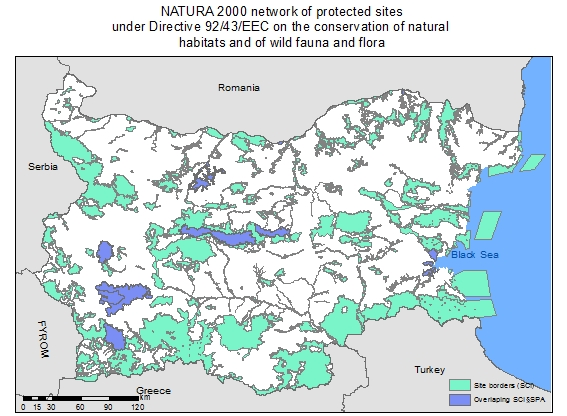 NATURA 2000 network of protected sites
under Directive 92/43/EEC on the conservation of natural
habitats and of wild fauna and flora
Romania
Serbia
Black Sea
FYROM
Turkey
Greece
Site borders (SCI)
Overlaping SCI§SPA
0 15 30 60 90 120
km